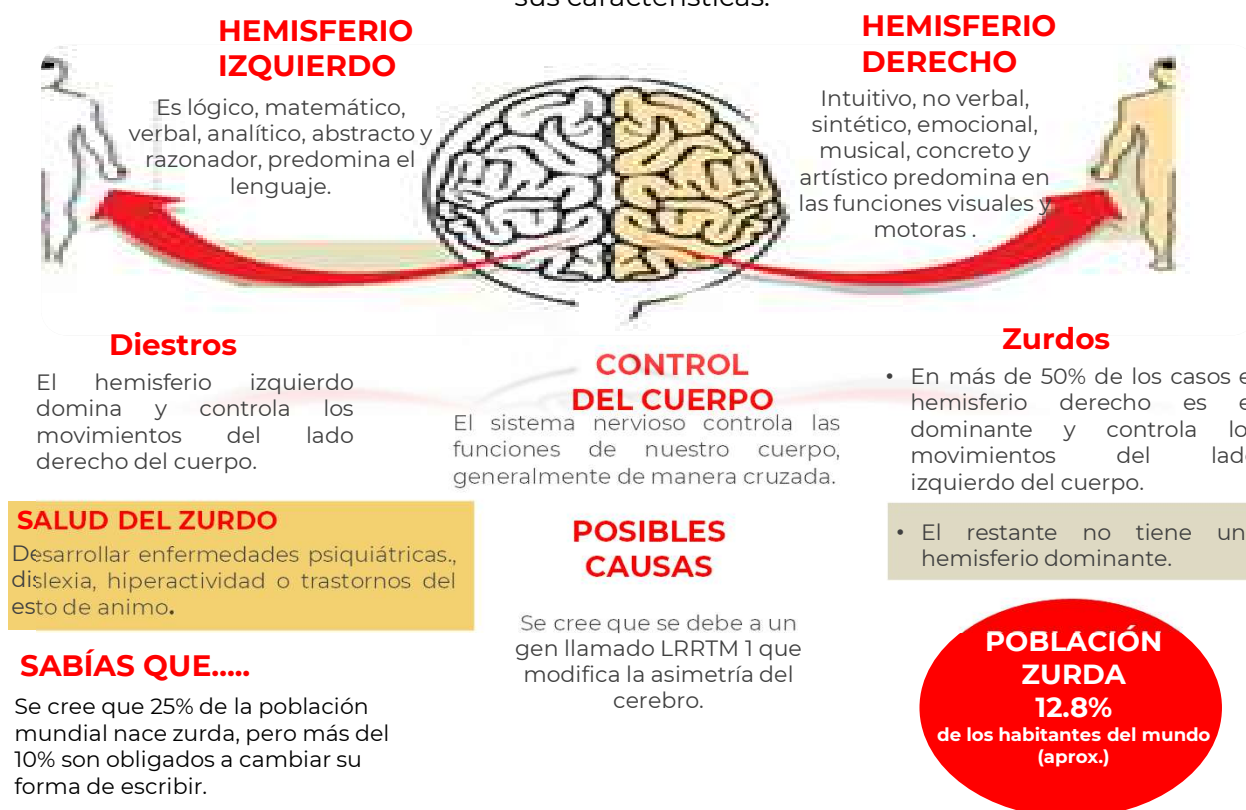 sus características.
HEMISFERIO
IZQUIERDO
Es lógico, matemático,
verbal, analítico, abstracto y
razonador, predomina el
lenguaje.
HEMISFERIO
DERECHO
Intuitivo, no verbal,
sintético, emocional,
musical, concreto y
artístico predomina en
las funciones visuales y
motoras .
Diestros
El hemisferio izquierdo
domina y controla los
movimientos del lado
derecho del cuerpo.
CONTROL
DEL CUERPO
El sistema nervioso controla las
funciones de nuestro cuerpo,
generalmente de manera cruzada.
Zurdos
• En más de 50% de los casos e
hemisferio derecho es e
dominante y controla lo
movimientos del lado
izquierdo del cuerpo.
• El restante no tiene un
hemisferio dominante.
SALUD DEL ZURDO
Desarrollar enfermedades psiquiátricas.,
dislexia, hiperactividad o trastornos del
esto de animo.
POSIBLES
CAUSAS
Se cree que se debe a un
gen llamado LRRTM 1 que
modifica la asimetría del
cerebro.
SABÍAS QUE.....
Se cree que 25% de la población
mundial nace zurda, pero más del
10% son obligados a cambiar su
forma de escribir.
POBLACIÓN
ZURDA
12.8%
de los habitantes del mundo
(aprox.)